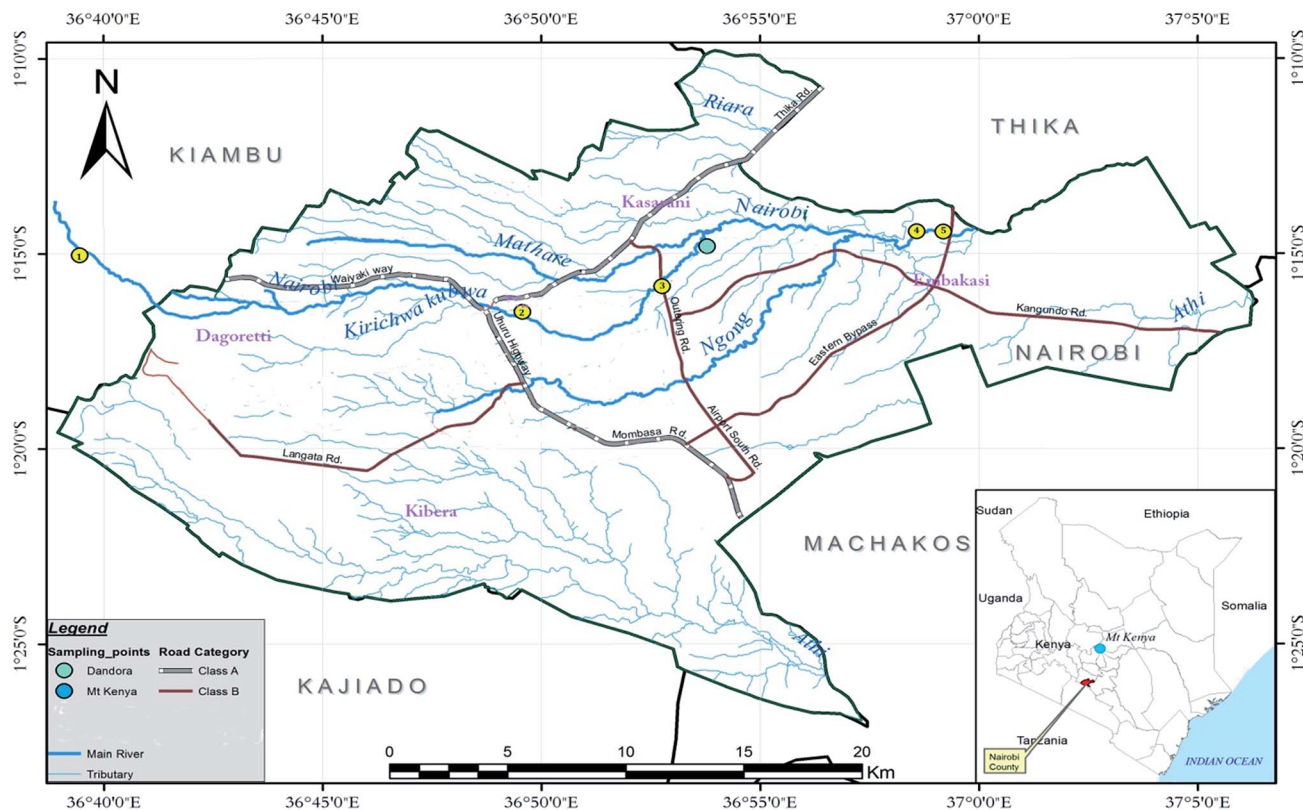 36°40'0"E 36°45'0"E 36°50'0"E 36°55'0"E 37°0'0"E 37°5'0"E
1°10'0"S
1°10'0"S
N
Riara
Thika Rd.
THIKA
KIAMBU
Kasarani
Nairobi
4
5
Mathare
1°15'0"S
1
1°15'0"S
Waiyaki way
Nairobi
3
Embakasi
Kirichwa kubwa
2
Outering Rd.
Kangundo Rd.
Athi
Dagoretti
Uhuru Highway
Ngong
Eastern Bypass
NAIROBI
Airport South Rd.
Mombasa Rd.
1°20'0"S
1°20'0"S
Langata Rd.
Kibera
MACHAKOS
Athi
1°25'0"S
1°25'0"S
KAJIADO
Legend
Sampling_points Road Category
Dandora Class A
Mt Kenya Class B
Main River
Tributary
0 5 10 15 20
Km
Sudan
Ethiopia
Uganda
Somalia
Mt Kenya
Kenya
Tanzania
Nairobi
County
INDIAN OCEAN
36°40'0"E 36°45'0"E 36°50'0"E 36°55'0"E 37°0'0"E 37°5'0"E